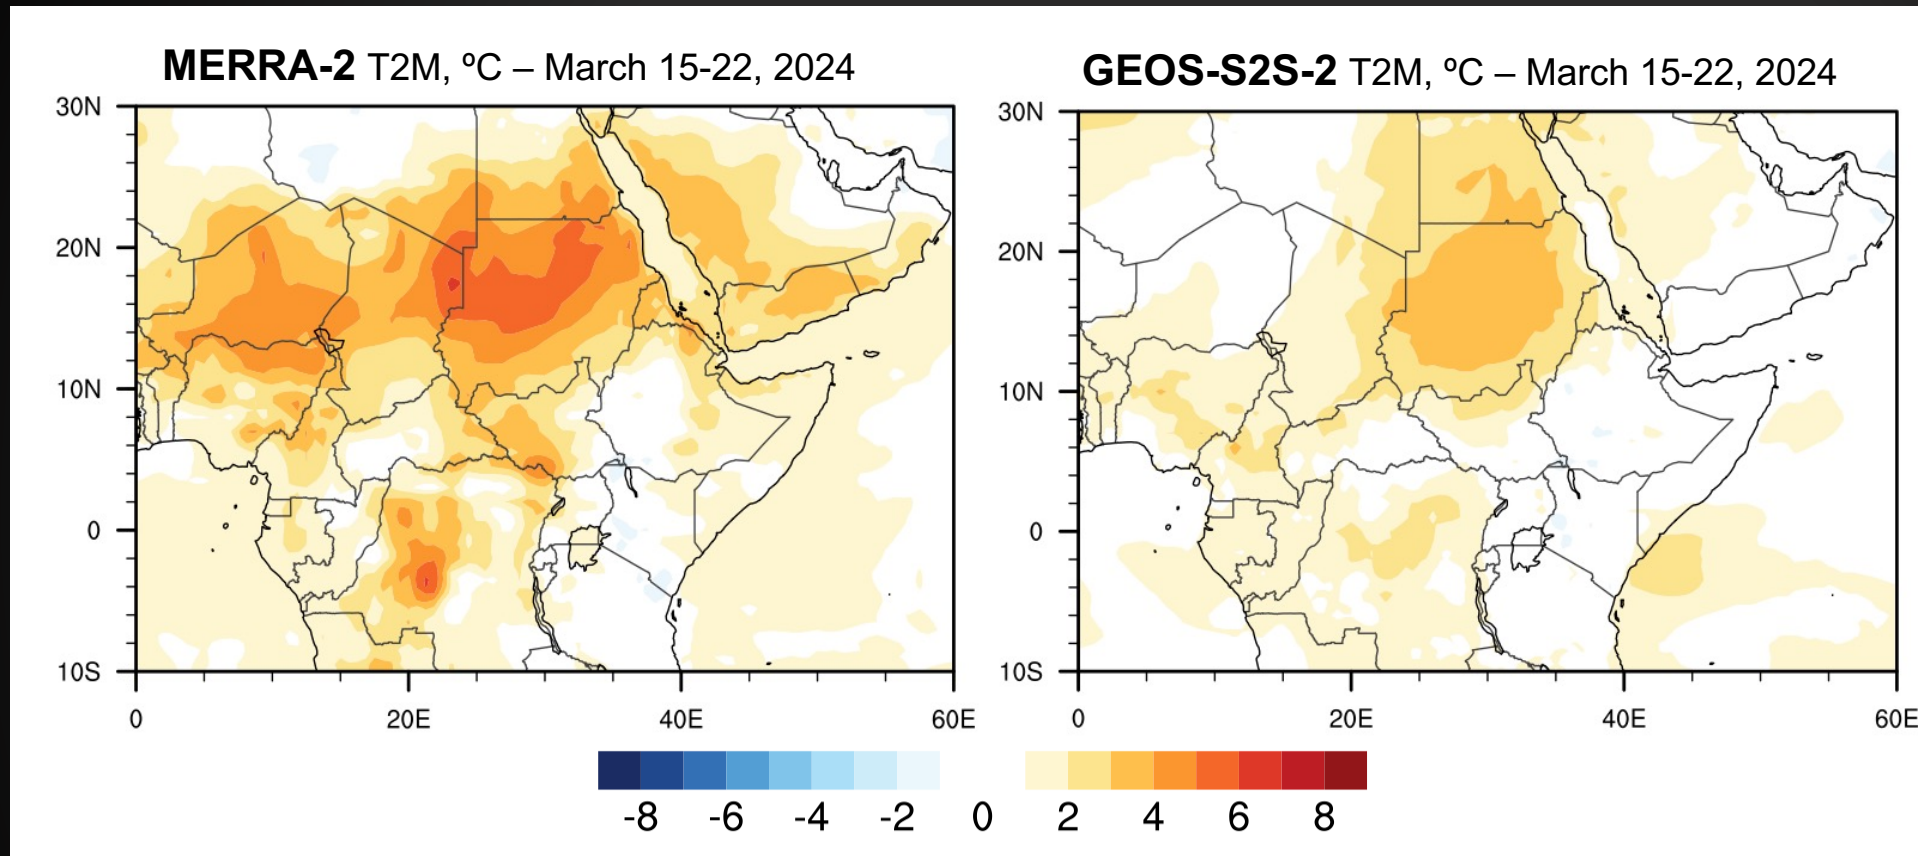 MERRA-2 T2M, ºC – March 15-22, 2024
GEOS-S2S-2 T2M, ºC – March 15-22, 2024
30N
20N
10N
0
10S
0 20E 40E 60E
30N
20N
10N
0
10S
0 20E 40E 60E
-8 -6 -4 -2 0 2 4 6 8